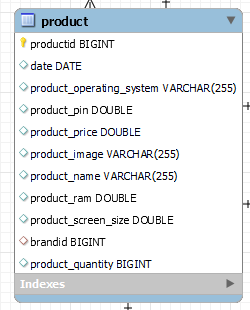 product
productid BIGINT
date DATE
product_operating_system VARCHAR(255)
product_pin DOUBLE
product_price DOUBLE
product_image VARCHAR(255)
product_name VARCHAR(255)
product_ram DOUBLE
product_screen_size DOUBLE
brandid BIGINT
product_quantity BIGINT
Indexes